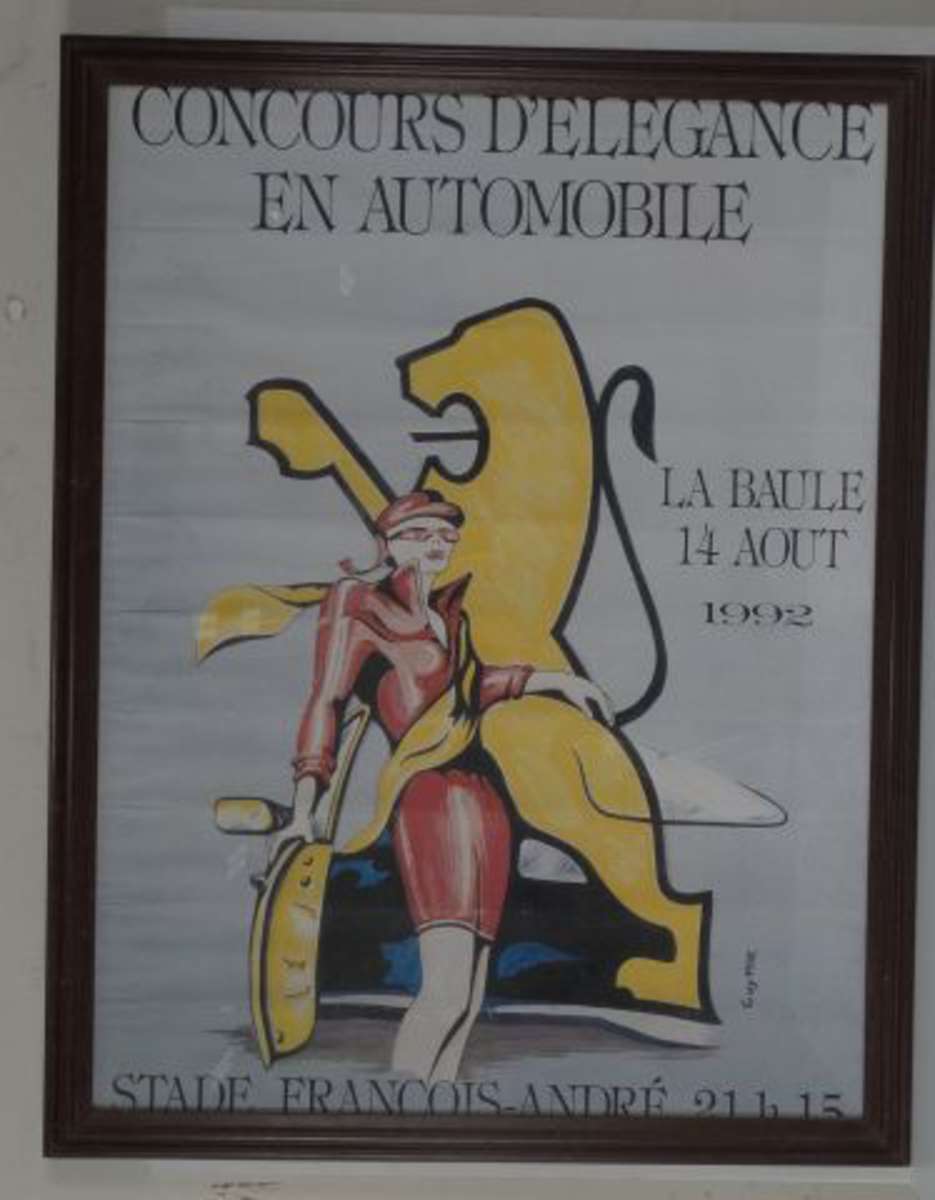 CONCOURS D'ELEGANCE
EN AUTOMOBILE
LA BAULE
14 AOUT
1992
STADE FRANCOIS-ANDRÉ 21 h 15